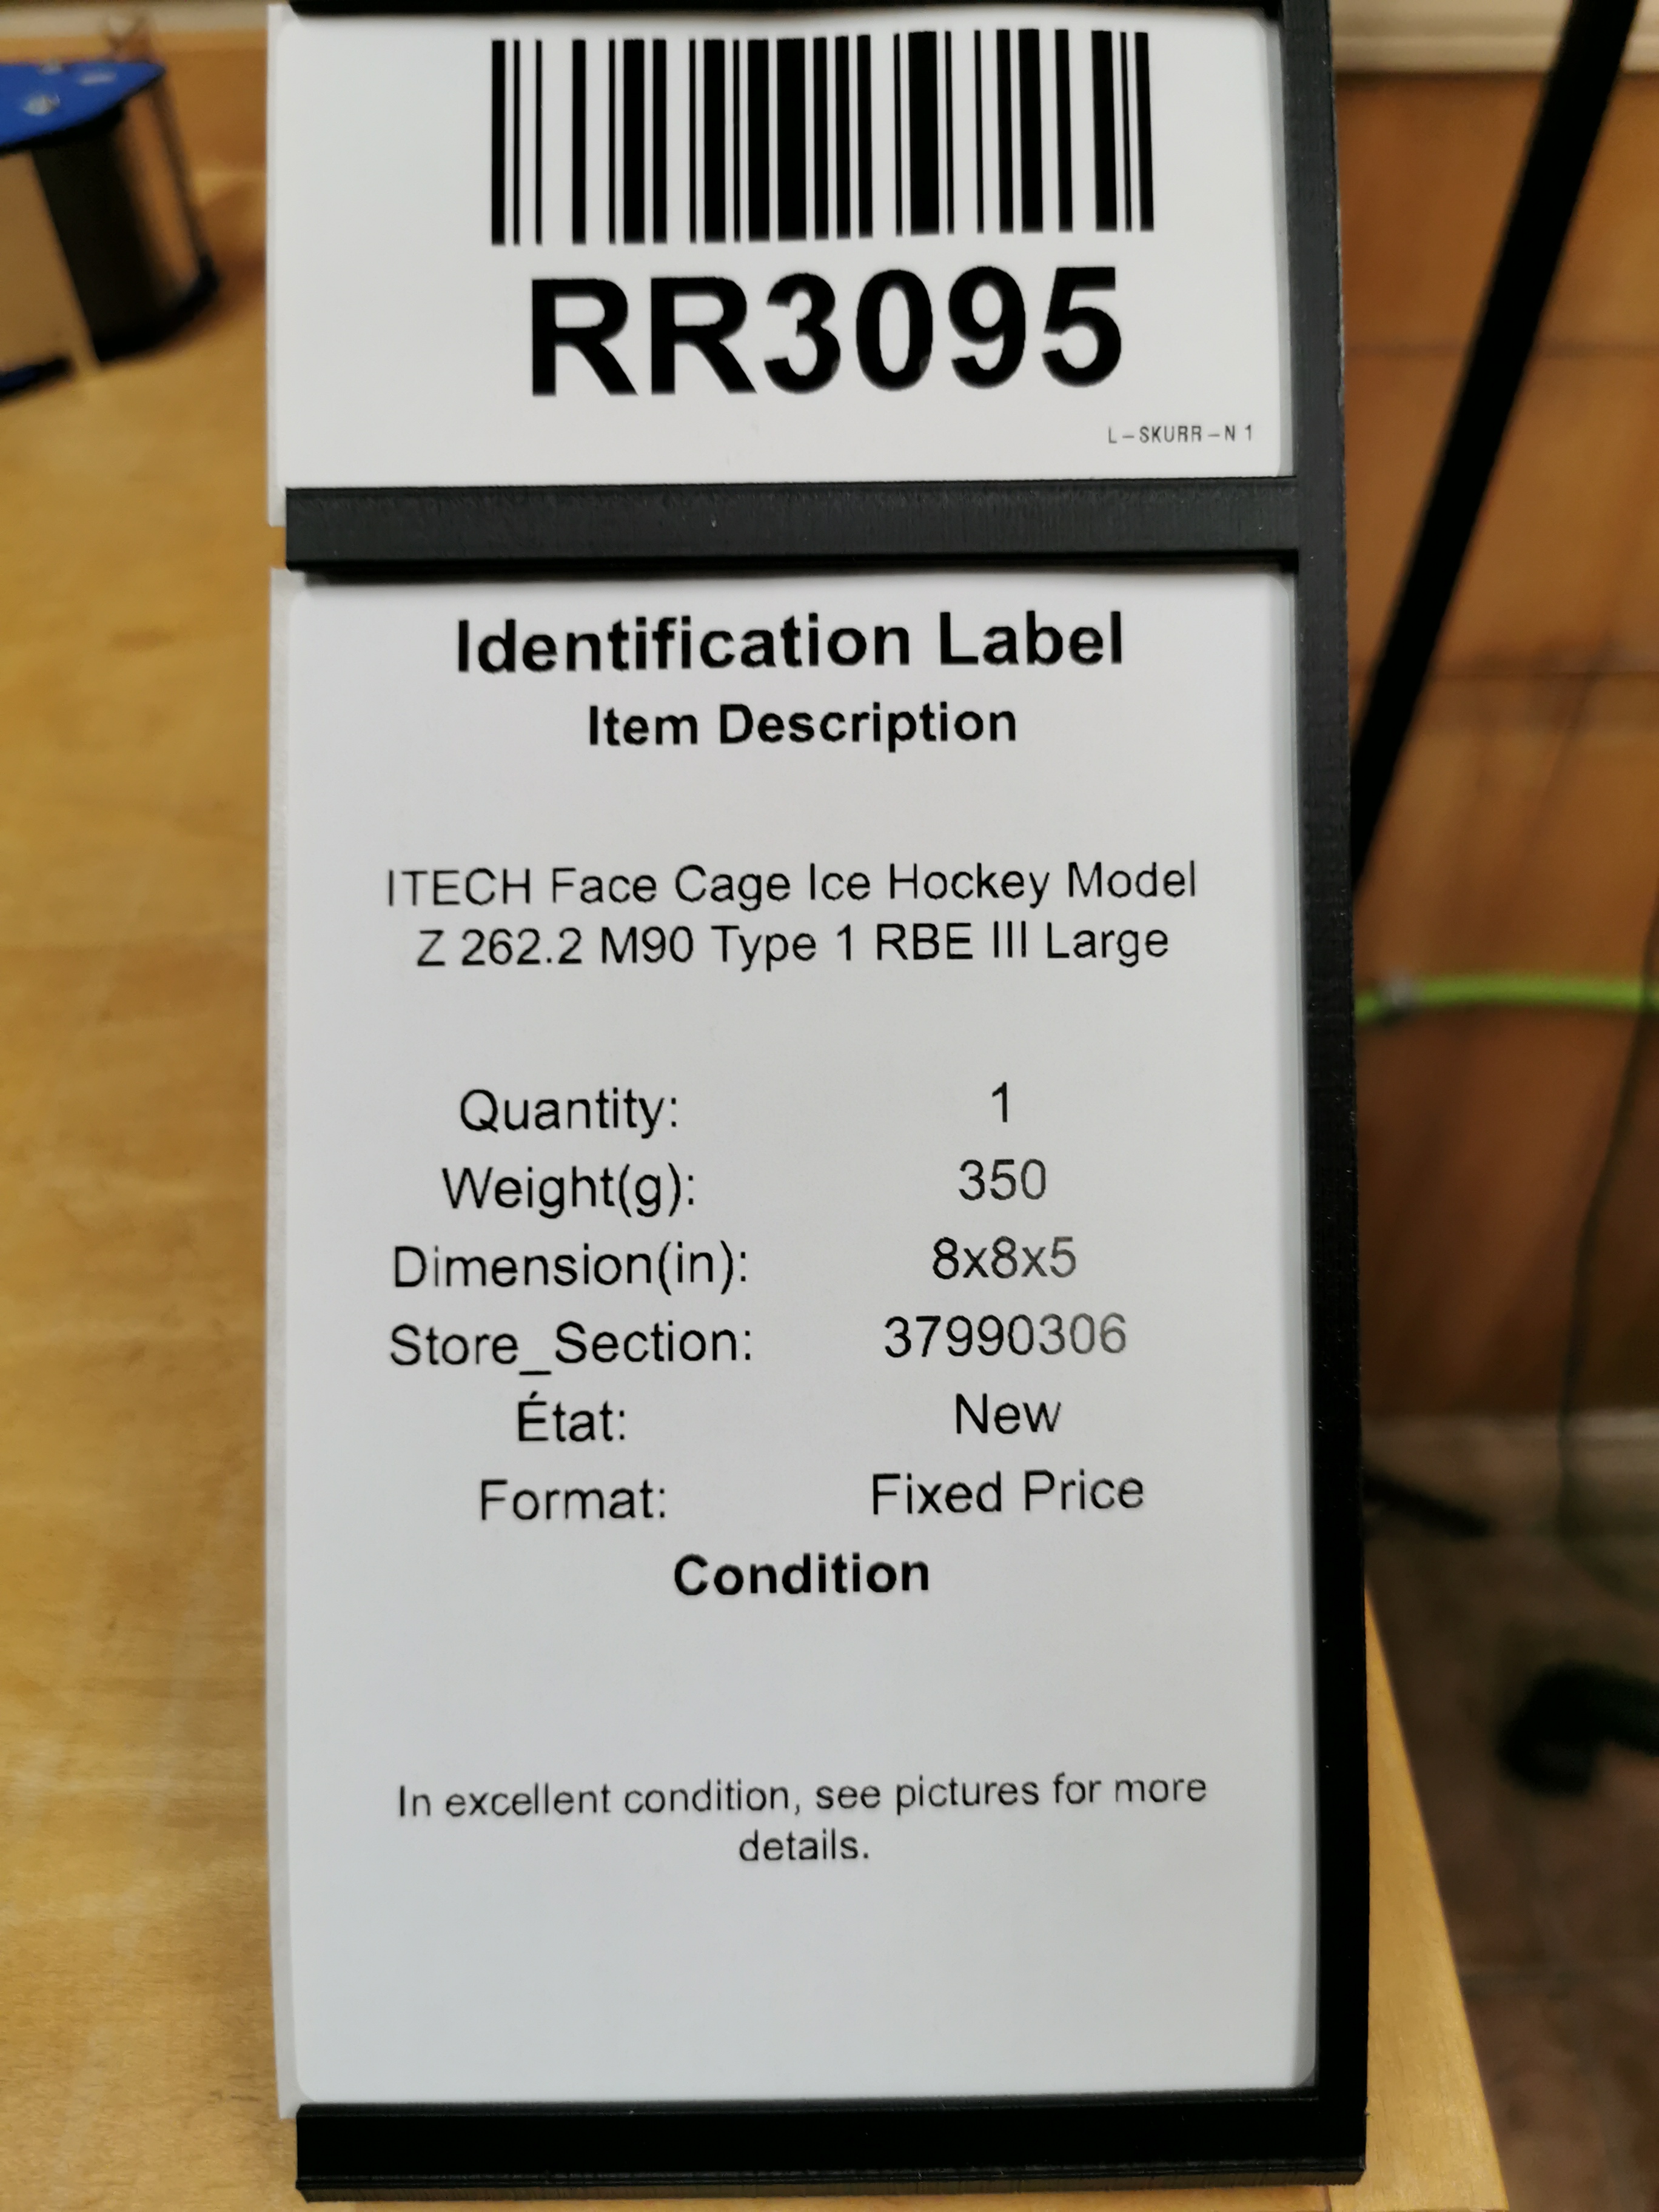 RR3095
L-SKURR-N 1
Identification Label
Item Description
ITECH Face Cage Ice Hockey Model
Z 262.2 M90 Type 1 RBE III Large
Quantity: 1
Weight(g): 350
Dimension(in): 8x8x5
Store_Section: 37990306
État: New
Format: Fixed Price
Condition
In excellent condition, see pictures for more
details.